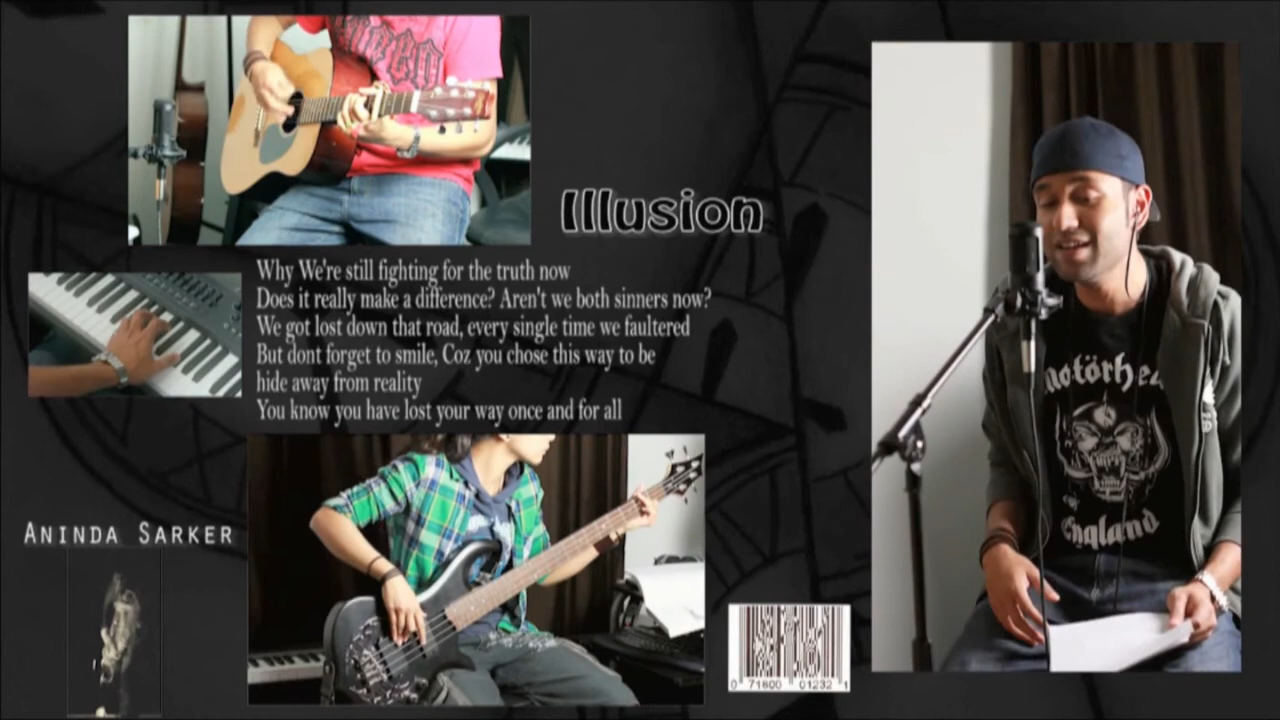 Illusion
Why We're still fighting for the truth now
Does it really make a difference? Aren't we both sinners now?
We got lost down that road, every single time we faultered
But dont forget to smile, Coz you chose this way to be
hide away from reality
You know you have lost your way once and for all
ANINDA SARKER
Motörhe
England
0 71800 01232 1